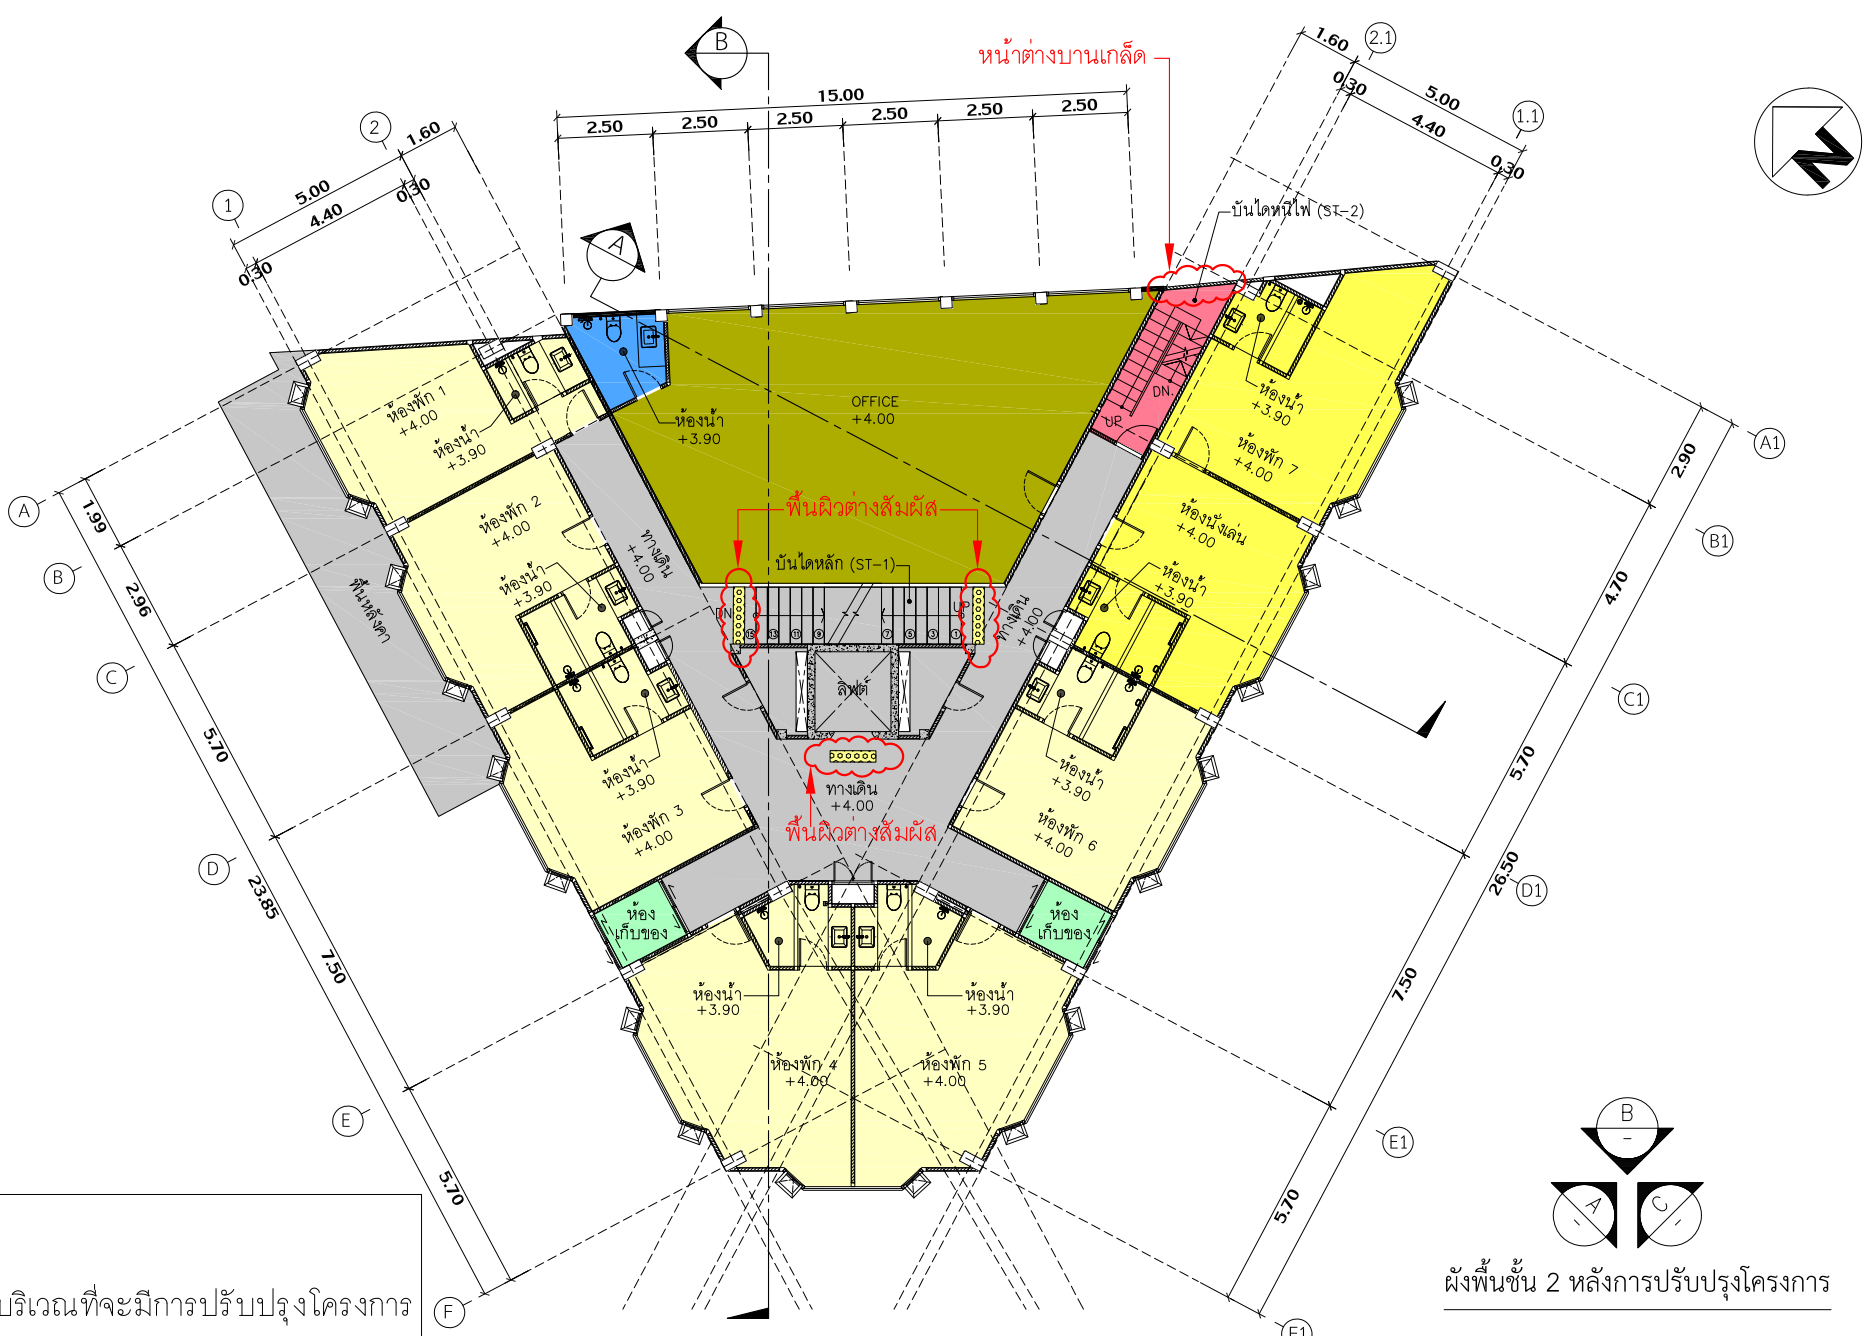 B
หน้าต่างบานเกล็ด
2.1
1.60
0.30
5.00
4.40
1.1
0.30
15.00
2.50
2.50
2.50
2.50
2.50
2.50
2
1.60
5.00
0.30
4.40
1
0.30
A
บันไดหนีไฟ (ST-2)
N
DN.
UP
OFFICE
+4.00
ห้องน้ำ
+3.90
ห้องพัก 1
+4.00
ห้องน้ำ
+3.90
ห้องน้ำ
+3.90
ห้องพัก 7
+4.00
A1
2.90
B1
A
1.99
B
2.96
ห้องพัก 2
+4.00
ทางเดิน
+4.00
พื้นผิวต่างสัมผัส
ห้องนั่งเล่น
+4.00
4.70
บันไดหลัก (ST-1)
ห้องน้ำ
+3.90
ห้องน้ำ
+3.90
พื้นหลังคา
DN
UP
15
13
11
9
7
5
3
1
ทางเดิน
+4.00
ลิฟต์
C
5.70
C1
5.70
ห้องน้ำ
+3.90
ห้องพัก 3
+4.00
ทางเดิน
+4.00
พื้นผิวต่างสัมผัส
ห้องน้ำ
+3.90
ห้องพัก 6
+4.00
D
23.85
26.50
D1
ห้อง
เก็บของ
ห้อง
เก็บของ
7.50
7.50
ห้องน้ำ
+3.90
ห้องน้ำ
+3.90
ห้องพัก 4
+4.00
ห้องพัก 5
+4.00
E
E1
5.70
5.70
B
-
A
-
C
-
F
F1
บริเวณที่จะมีการปรับปรุงโครงการ
ผังพื้นชั้น 2 หลังการปรับปรุงโครงการ